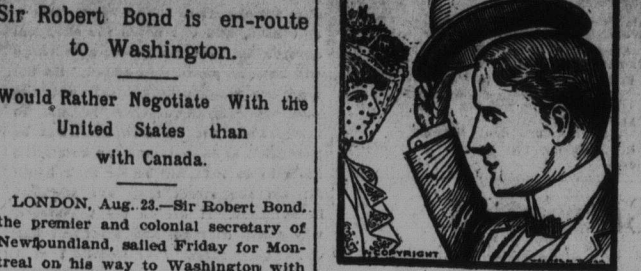 Sir Robert Bond is en-route
to Washington.
Would Rather Negotiate With the
United States than
with Canada.
LONDON, Aug. 23.—Sir Robert Bond,
the premier and colonial secretary of
Newfoundland, sailed Friday for Mon-
treal on his way to Washington with
COPYRIGHT